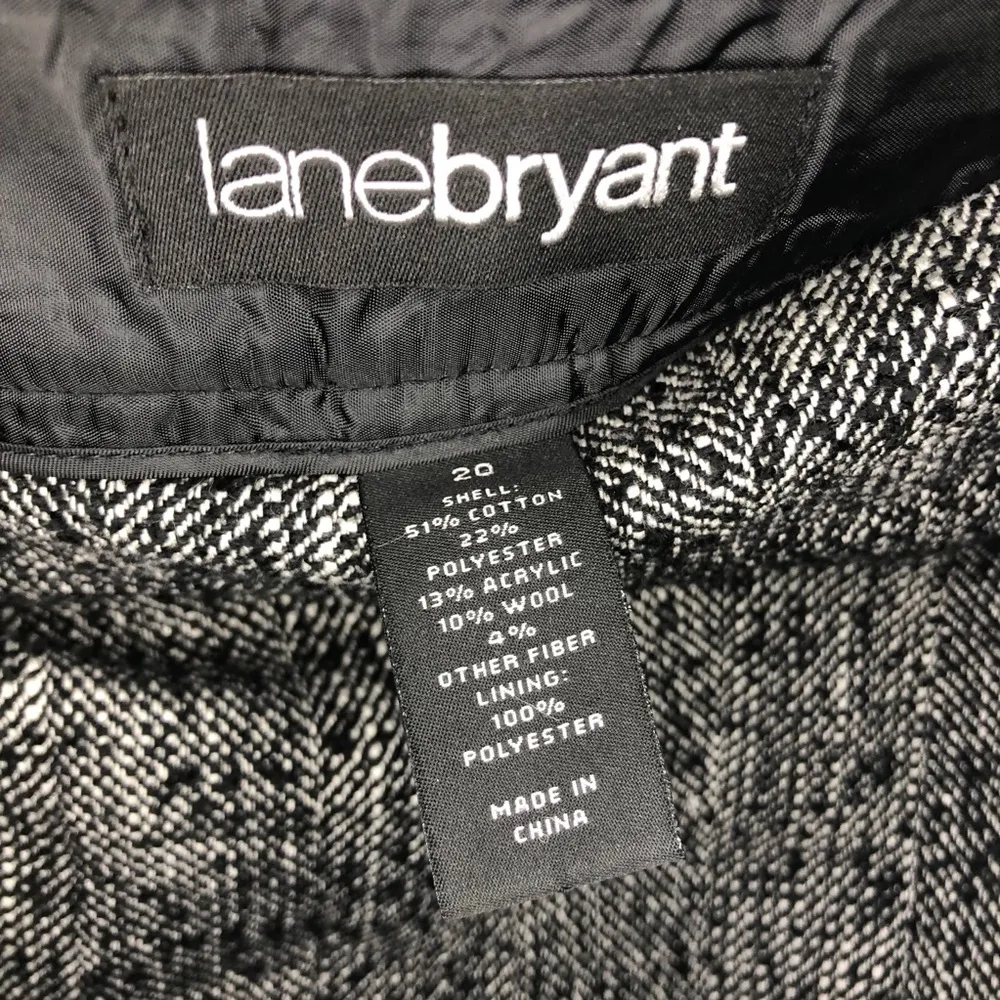 lanebryant
20
SHELL:
51% COTTON
22%
POLYESTER
13% ACRYLIC
10% WOOL
4%
OTHER FIBER
LINING:
100%
POLYESTER
MADE IN
CHINA